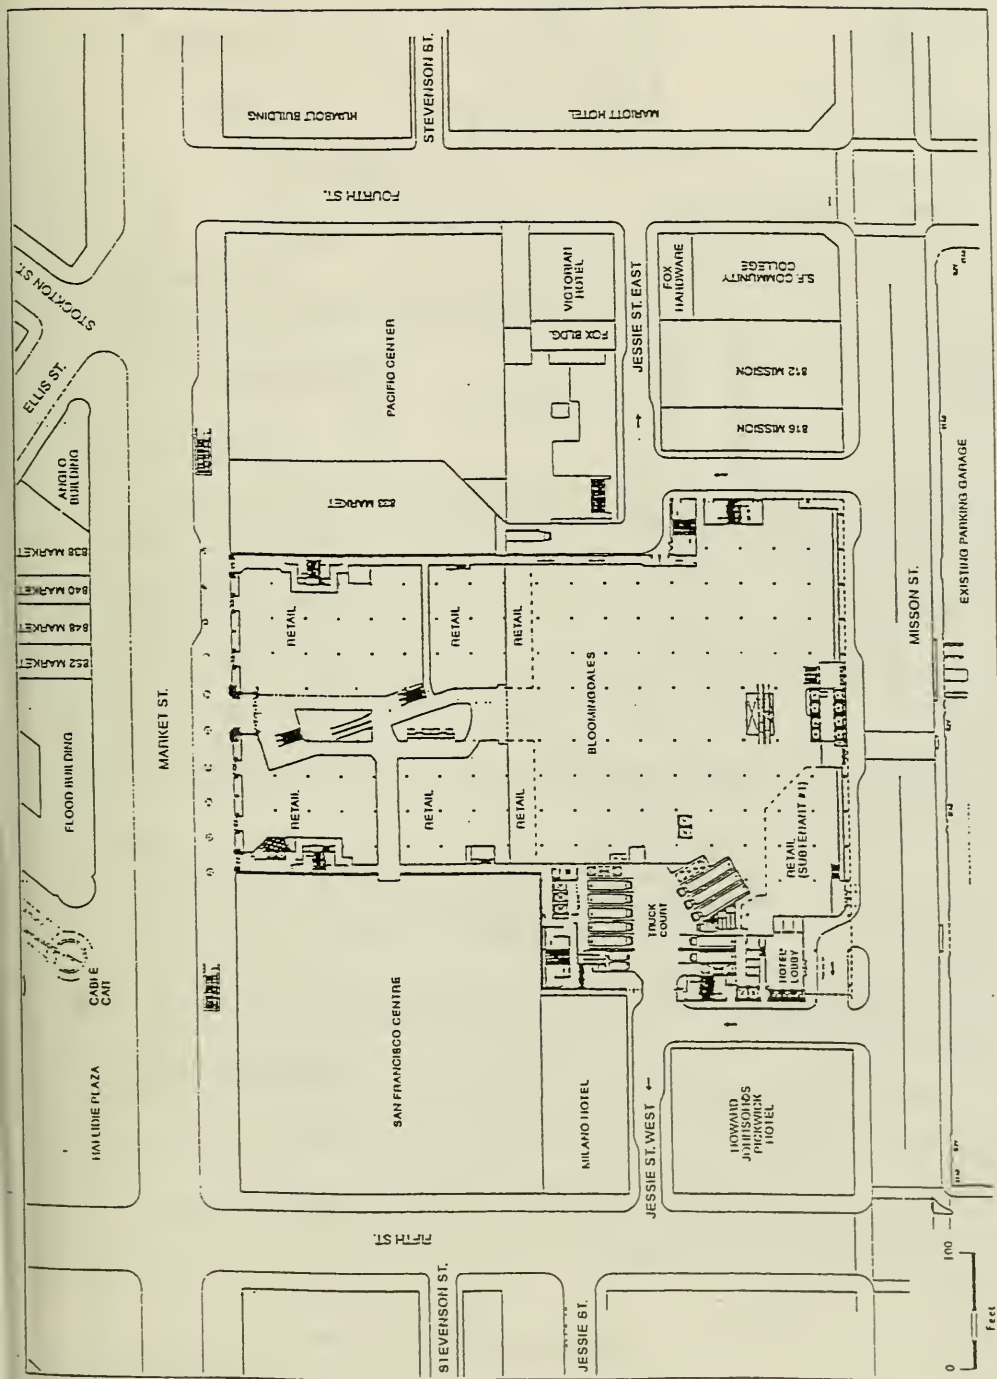 STEVENSON ST.
HUMBOLT BUILDING
MARIOTT HOTEL
FOURTH ST.
STOCKTON ST.
ELLIS ST.
ANGLO
BUILDING
838 MARKET
840 MARKET
848 MARKET
852 MARKET
FLOOD BUILDING
CABLE
CAR
HALLIDIE PLAZA
MARKET ST.
PACIFIC CENTER
833 MARKET
VICTORIAN
HOTEL
FOX BLDG.
JESSIE ST. EAST
FOX
HARDWARE
S.F. COMMUNITY
COLLEGE
812 MISSION
816 MISSION
RETAIL
RETAIL
RETAIL
RETAIL
RETAIL
RETAIL
BLOOMINGDALES
RETAIL
(SUBTENANT #1)
TRUCK
COURT
HOTEL
LOBBY
MISSON ST.
EXISTING PARKING GARAGE
SAN FRANCISCO CENTRE
MILANO HOTEL
JESSIE ST. WEST
HOWARD
JOHNSONDS
PICKWICK
HOTEL
FIFTH ST.
STEVENSON ST.
JESSIE ST.
0 100
Feet